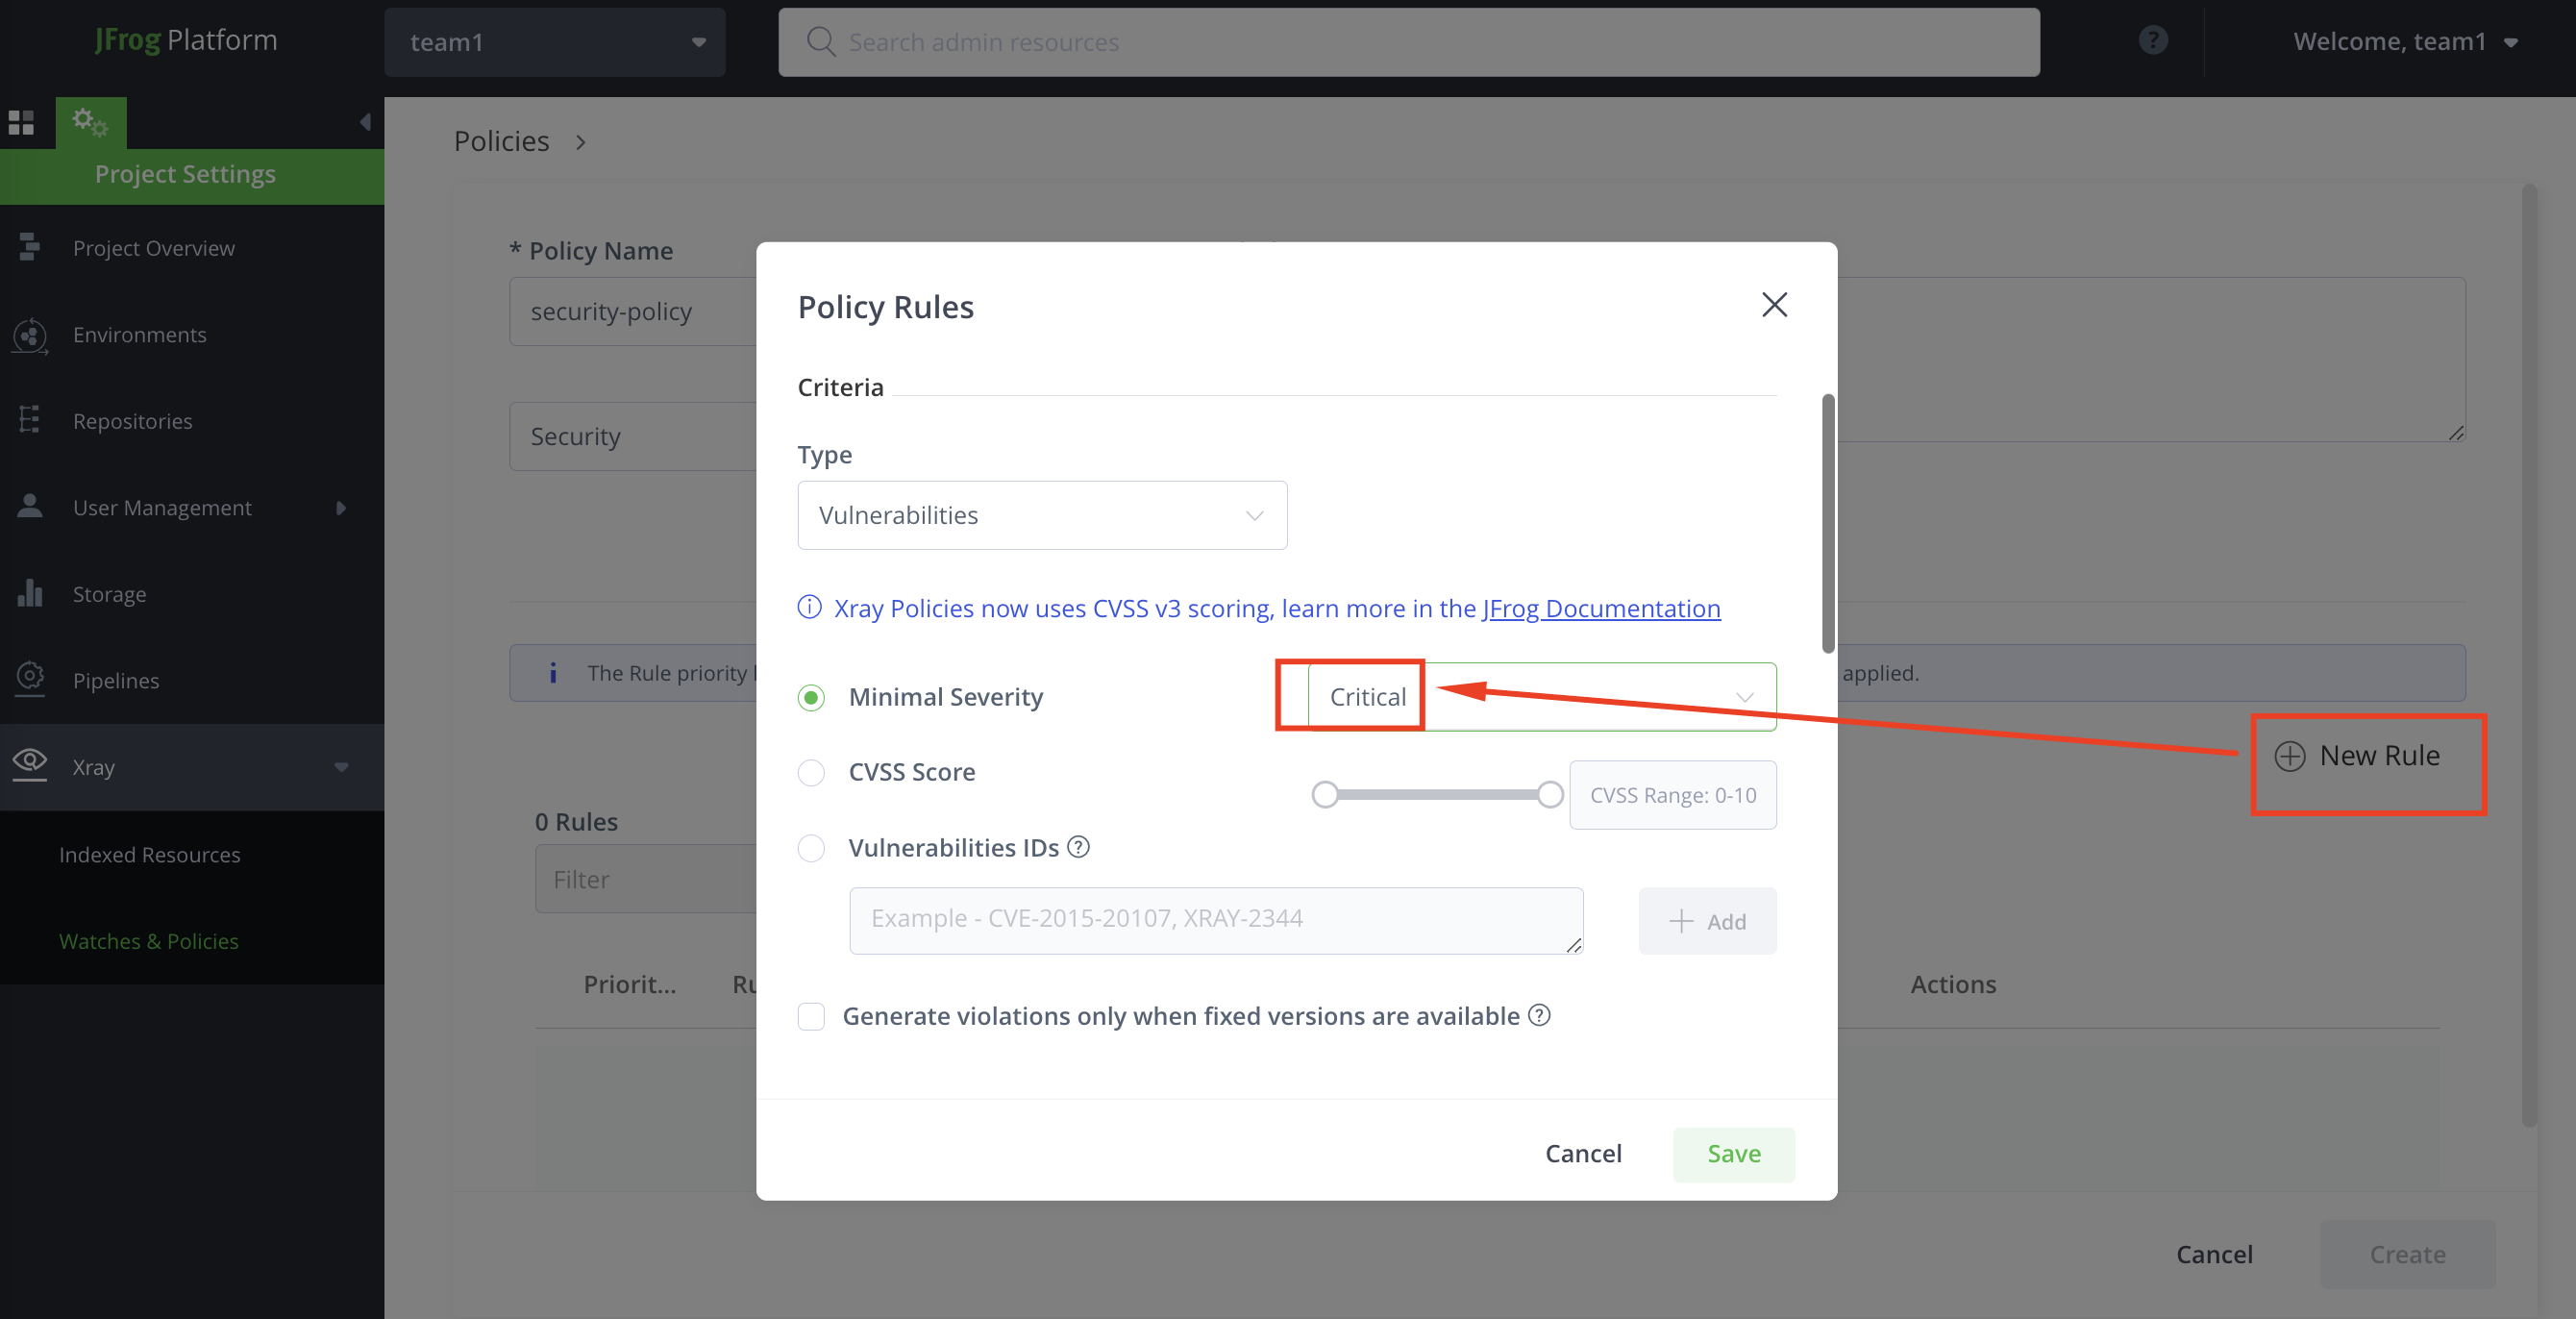 JFrog Platform
team1
Search admin resources
?
Welcome, team1
Project Settings
Project Overview
Environments
Repositories
User Management
Storage
Pipelines
Xray
Indexed Resources
Watches & Policies
Policies >
* Policy Name
security-policy
Security
The Rule priority
applied.
New Rule
0 Rules
Filter
Priorit...
Ru
Actions
Cancel
Create
Policy Rules
Criteria
Type
Vulnerabilities
Xray Policies now uses CVSS v3 scoring, learn more in the JFrog Documentation
Minimal Severity
Critical
CVSS Score
CVSS Range: 0-10
Vulnerabilities IDs ?
Example - CVE-2015-20107, XRAY-2344
+ Add
Generate violations only when fixed versions are available ?
Cancel
Save